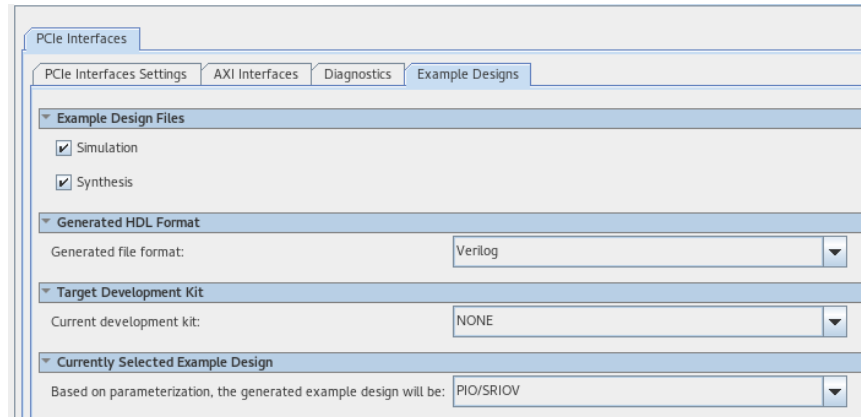 PCIe Interfaces
PCIe Interfaces Settings AXI Interfaces Diagnostics Example Designs
Example Design Files
Simulation
Synthesis
Generated HDL Format
Generated file format: Verilog
Target Development Kit
Current development kit: NONE
Currently Selected Example Design
Based on parameterization, the generated example design will be: PIO/SRIOV